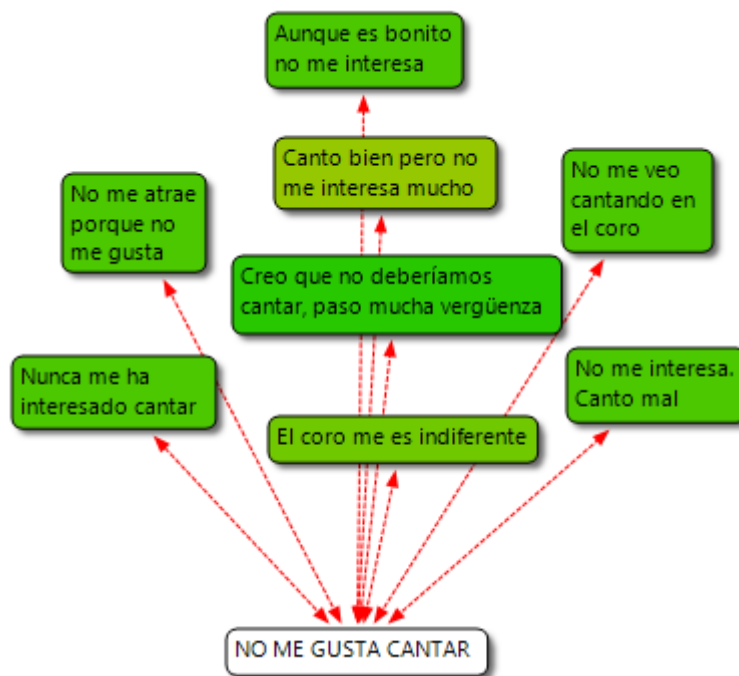 Aunque es bonito
no me interesa
Canto bien pero no
me interesa mucho
No me veo
cantando en
el coro
No me atrae
porque no
me gusta
Creo que no deberíamos
cantar, paso mucha vergüenza
Nunca me ha
interesado cantar
No me interesa.
Canto mal
El coro me es indiferente
NO ME GUSTA CANTAR